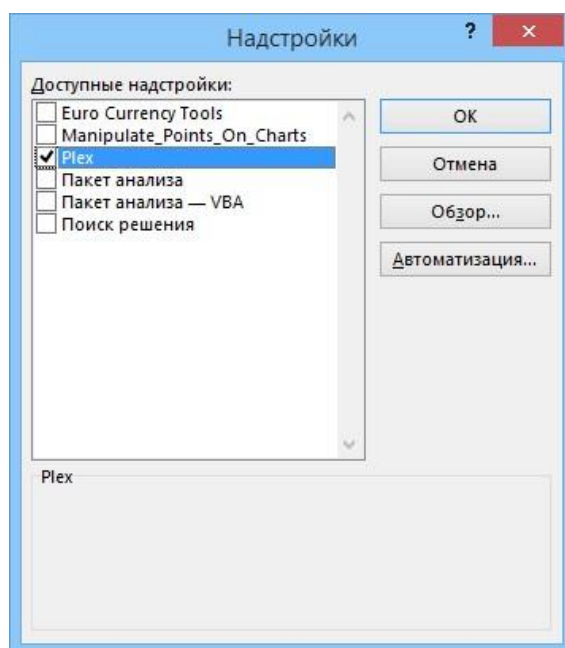 Надстройки
Доступные надстройки:
Euro Currency Tools
Manipulate_Points_On_Charts
Plex
Пакет анализа
Пакет анализа — VBA
Поиск решения
ОК
Отмена
Обзор...
Автоматизация...
Plex